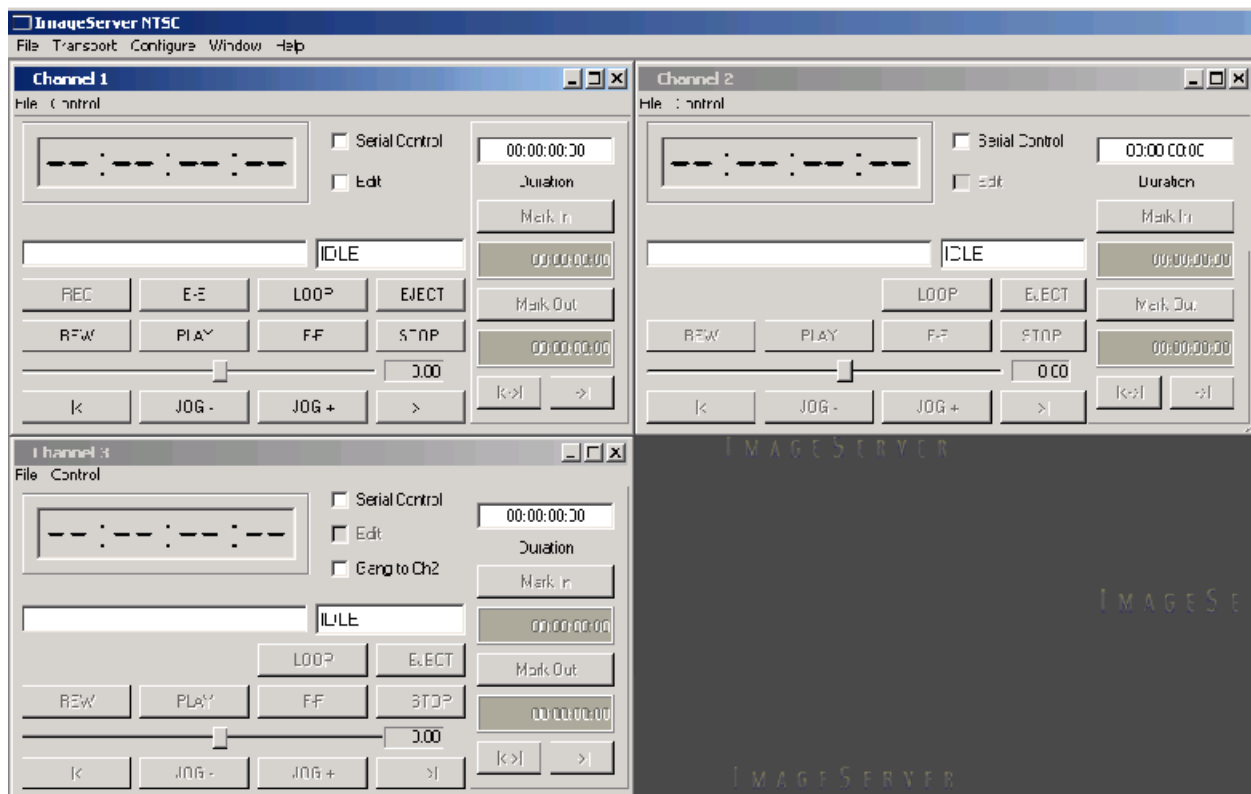 ImageServer NTSC
File Transport Configure Window Help
Channel 1
File Control
--:--:--:--
Serial Control
Edit
00:00:00:00
Duration
Mark In
IDLE
00:00:00:00
REC E-E LOOP EJECT
Mark Out
REW PLAY F-F STOP
00:00:00:00
0.00
|< JOG - JOG + >
|<->| ->|
Channel 2
File Control
--:--:--:--
Serial Control
Edit
00:00:00:00
Duration
Mark In
IDLE
00:00:00:00
LOOP EJECT
Mark Out
REW PLAY F-F STOP
00:00:00:00
0.00
|< JOG - JOG + >|
|<->| ->|
Channel 3
File Control
--:--:--:--
Serial Control
Edit
Gang to Ch2
00:00:00:00
Duration
Mark In
IDLE
00:00:00:00
LOOP EJECT
Mark Out
REW PLAY F-F STOP
00:00:00:00
0.00
|< JOG - JOG + >|
|<->| ->|
IMAGESERVER
IMAGESE
IMAGESERVER